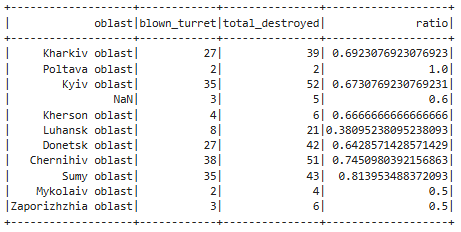 +-------------------+------------+---------------+-------------------+
|             oblast|blown_turret|total_destroyed|              ratio|
+-------------------+------------+---------------+-------------------+
|     Kharkiv oblast|          27|             39| 0.6923076923076923|
|     Poltava oblast|           2|              2|                1.0|
|        Kyiv oblast|          35|             52| 0.6730769230769231|
|                NaN|           3|              5|                0.6|
|     Kherson oblast|           4|              6| 0.6666666666666666|
|     Luhansk oblast|           8|             21|0.38095238095238093|
|     Donetsk oblast|          27|             42| 0.6428571428571429|
|   Chernihiv oblast|          38|             51| 0.7450980392156863|
|        Sumy oblast|          35|             43| 0.813953488372093|
|    Mykolaiv oblast|           2|              4|                0.5|
|Zaporizhzhia oblast|           3|              6|                0.5|
+-------------------+------------+---------------+-------------------+